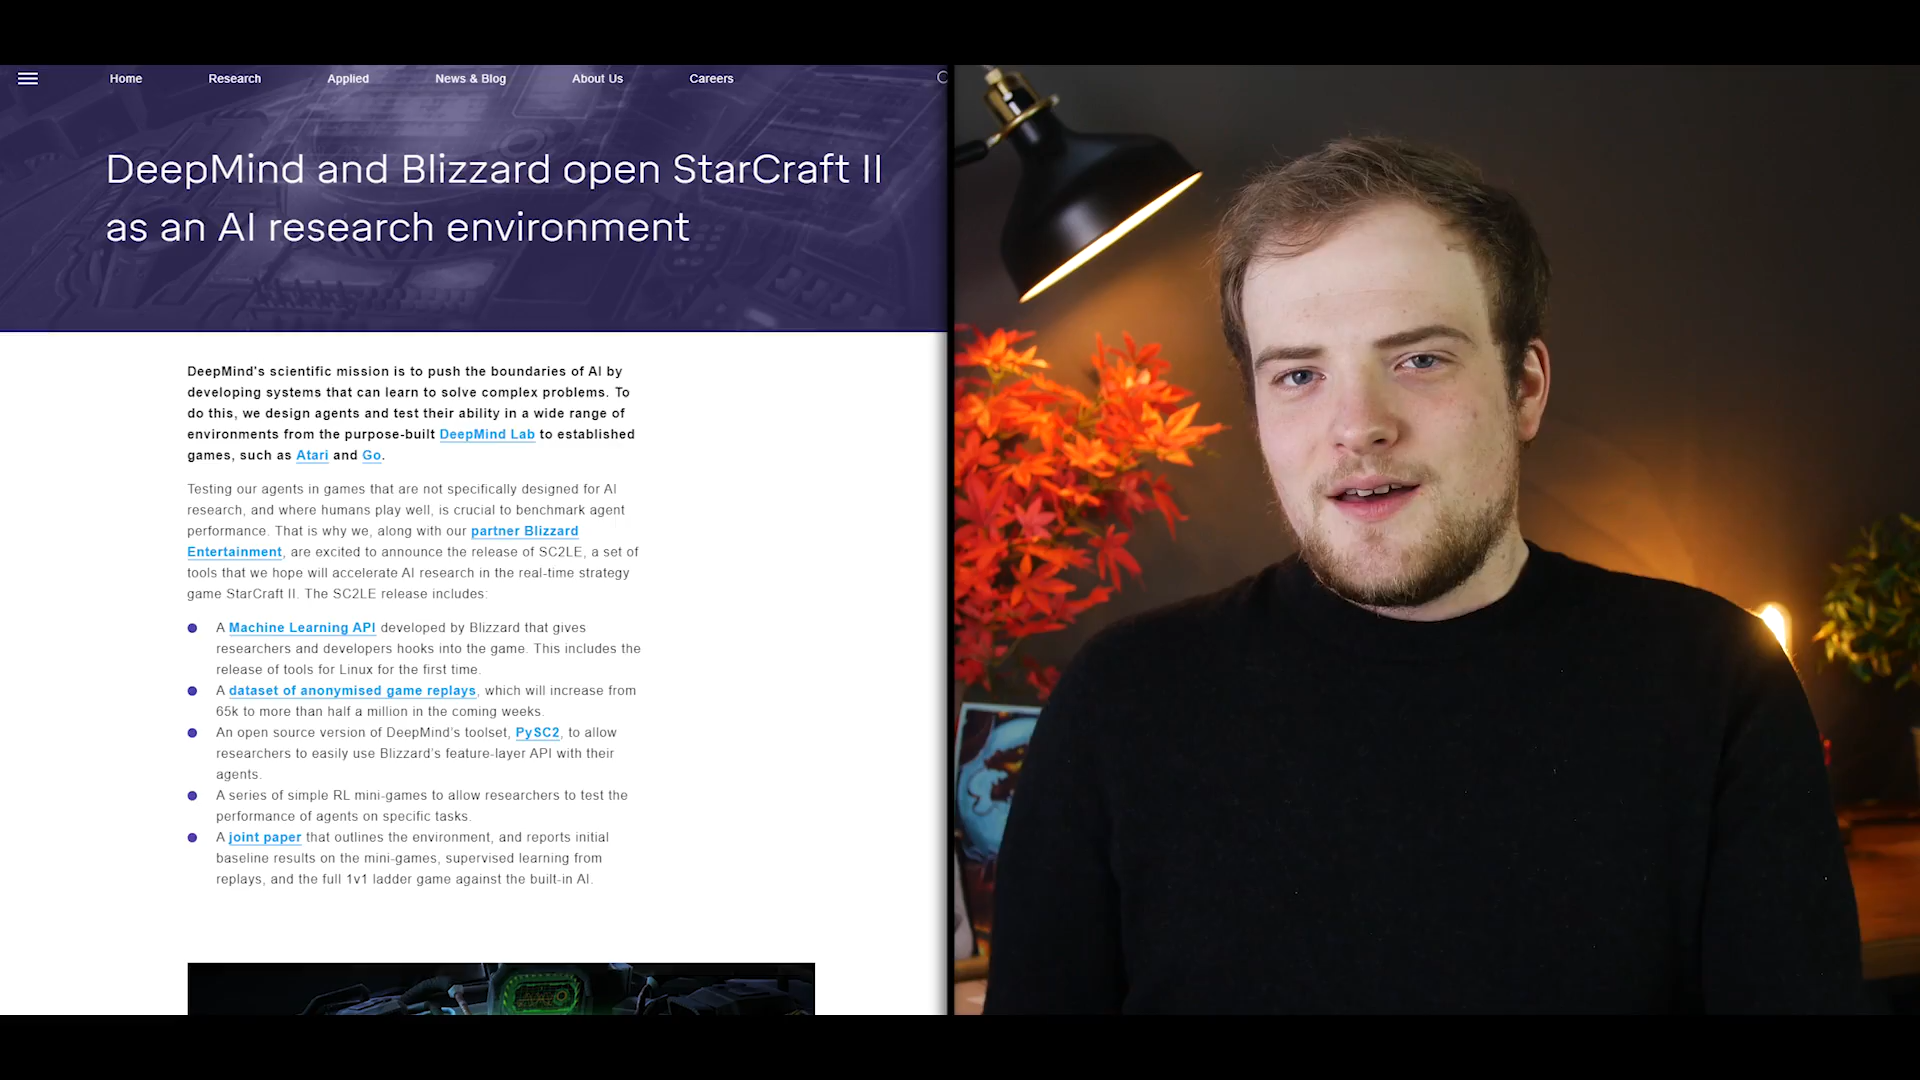 Home Research Applied News & Blog About Us Careers
DeepMind and Blizzard open StarCraft II
as an AI research environment
DeepMind's scientific mission is to push the boundaries of AI by
developing systems that can learn to solve complex problems. To
do this, we design agents and test their ability in a wide range of
environments from the purpose-built DeepMind Lab to established
games, such as Atari and Go.
Testing our agents in games that are not specifically designed for AI
research, and where humans play well, is crucial to benchmark agent
performance. That is why we, along with our partner Blizzard
Entertainment, are excited to announce the release of SC2LE, a set of
tools that we hope will accelerate AI research in the real-time strategy
game StarCraft II. The SC2LE release includes:
A Machine Learning API developed by Blizzard that gives
researchers and developers hooks into the game. This includes the
release of tools for Linux for the first time.
A dataset of anonymised game replays, which will increase from
65k to more than half a million in the coming weeks.
An open source version of DeepMind's toolset, PySC2, to allow
researchers to easily use Blizzard's feature-layer API with their
agents.
A series of simple RL mini-games to allow researchers to test the
performance of agents on specific tasks.
A joint paper that outlines the environment, and reports initial
baseline results on the mini-games, supervised learning from
replays, and the full 1v1 ladder game against the built-in AI.